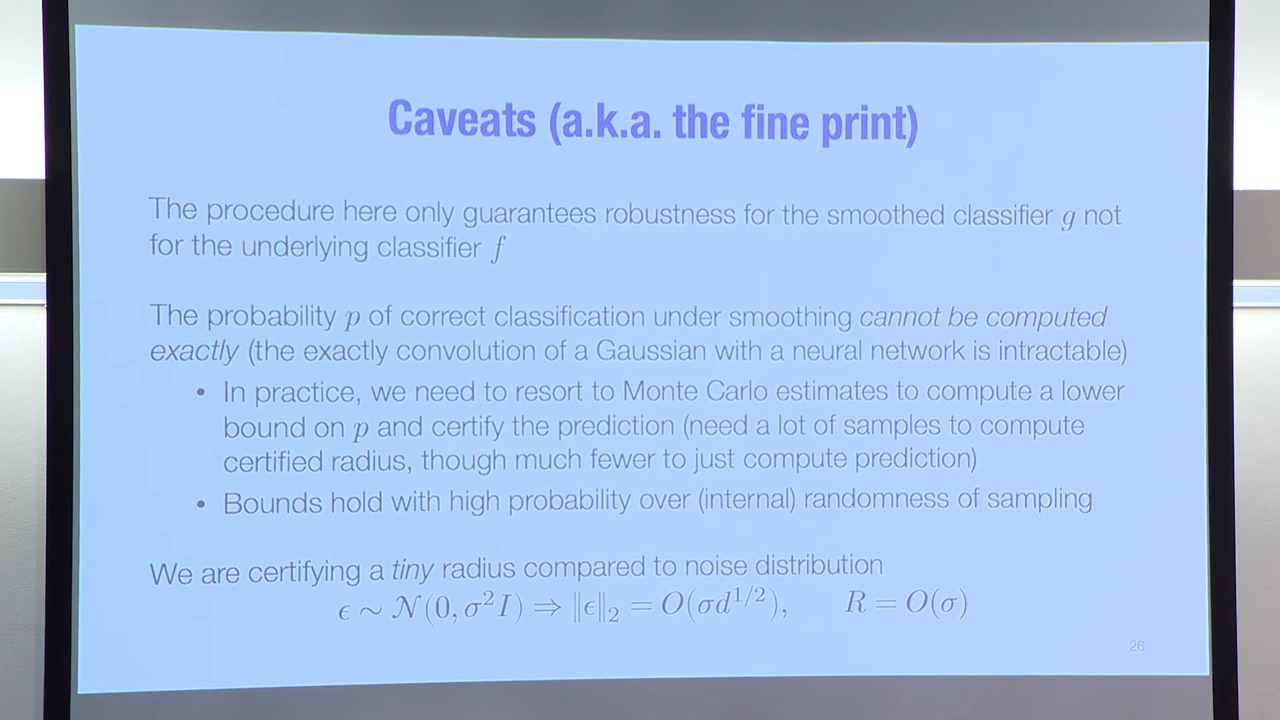 Caveats (a.k.a. the fine print)
The procedure here only guarantees robustness for the smoothed classifier g not
for the underlying classifier f
The probability p of correct classification under smoothing cannot be computed
exactly (the exactly convolution of a Gaussian with a neural network is intractable)
• In practice, we need to resort to Monte Carlo estimates to compute a lower
bound on p and certify the prediction (need a lot of samples to compute
certified radius, though much fewer to just compute prediction)
• Bounds hold with high probability over (internal) randomness of sampling
We are certifying a tiny radius compared to noise distribution
ϵ ∼ 𝒩(0, σ²I) ⇒ ‖ϵ‖₂ = O(σd^{1/2}), R = O(σ)
26